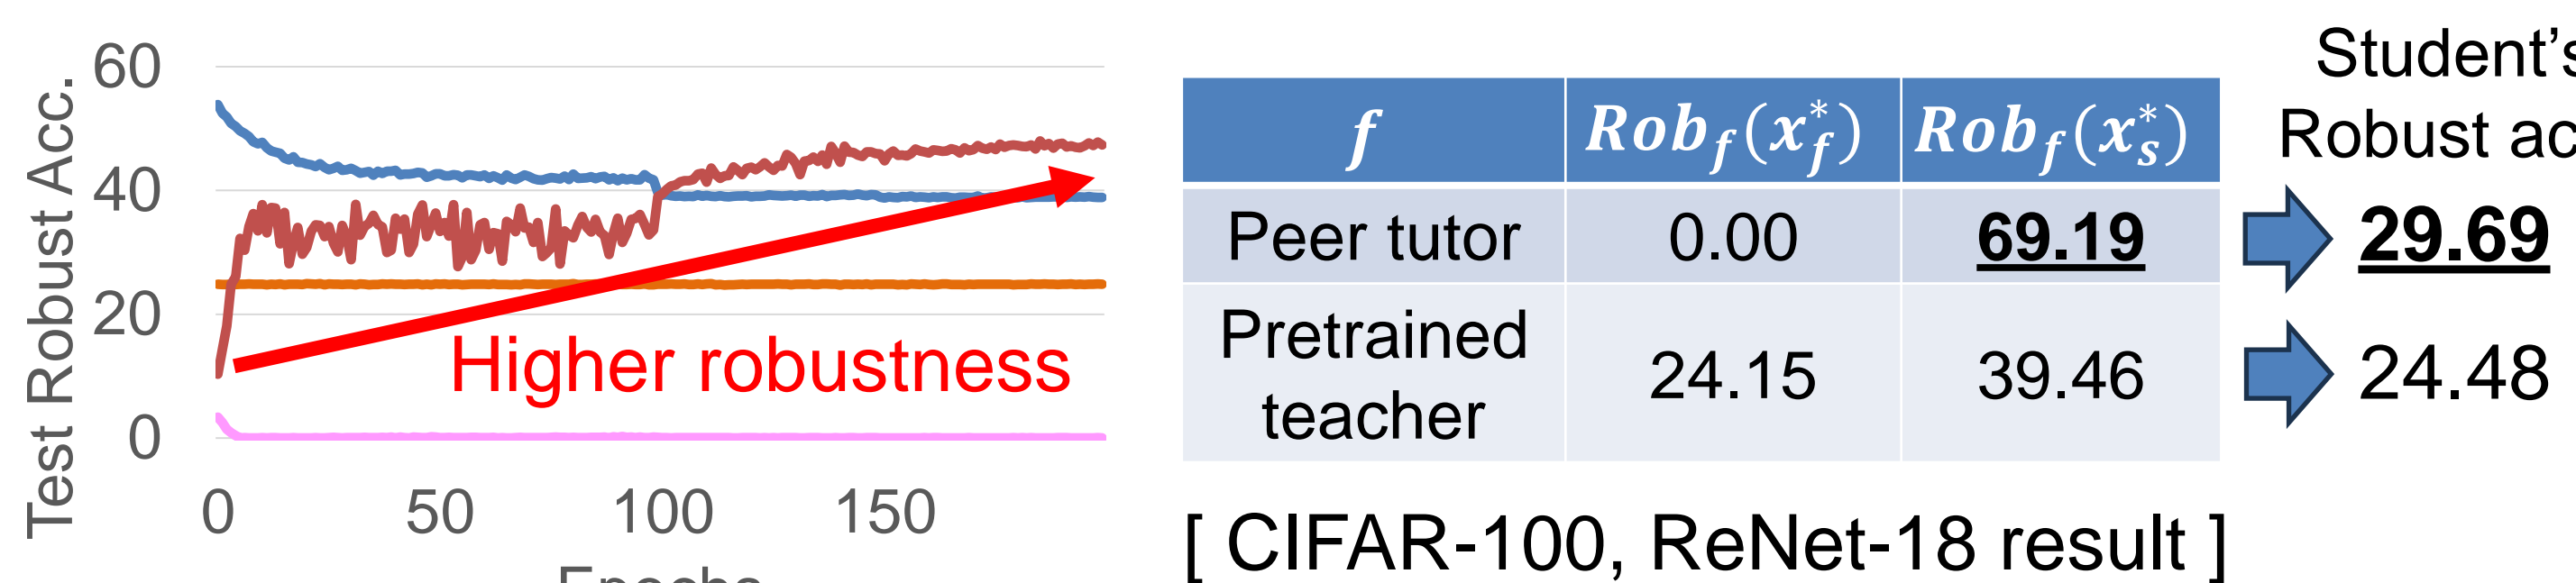 Test Robust Acc.
60
40
20
0
0 50 100 150
Epochs
Higher robustness
f Rob_f(x_f^*) Rob_f(x_s^*)
Peer tutor 0.00 69.19
Pretrained
teacher 24.15 39.46
[ CIFAR-100, ReNet-18 result ]
Student's
Robust ac
29.69
24.48